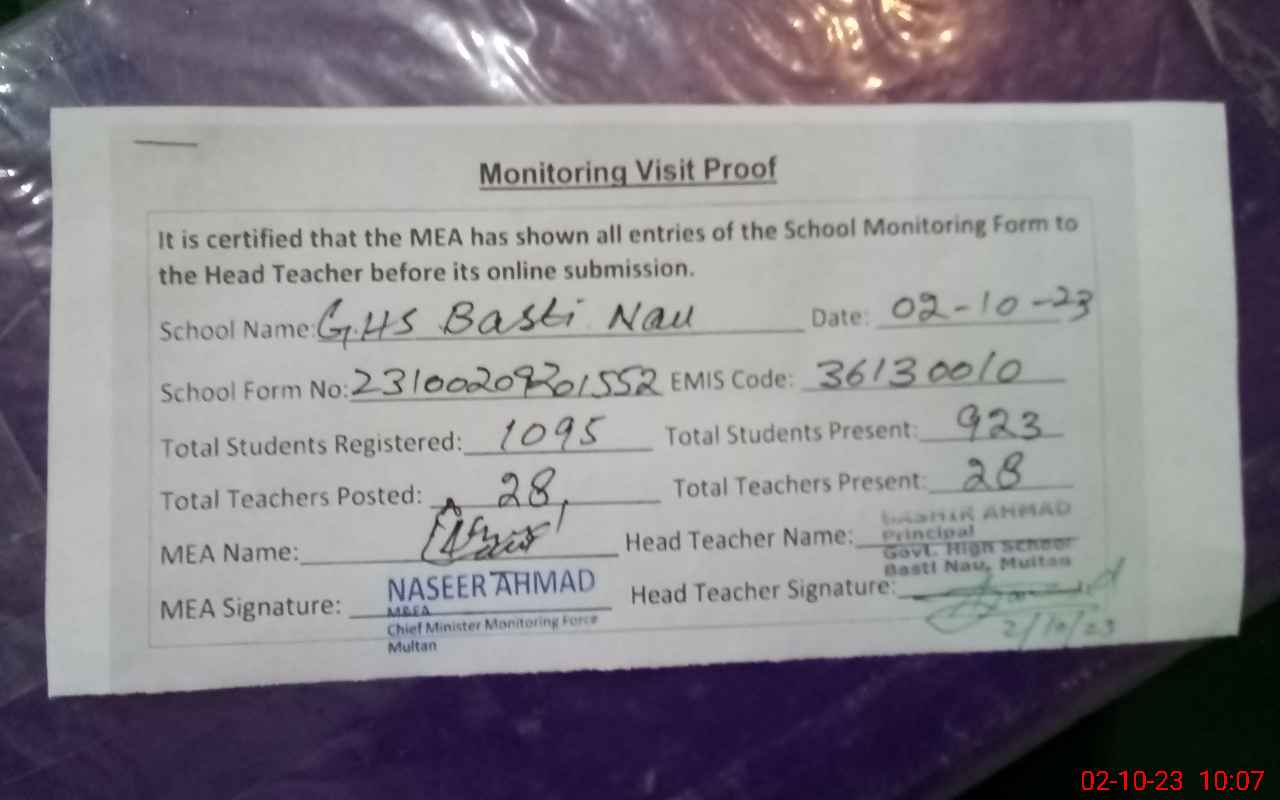 Monitoring Visit Proof
It is certified that the MEA has shown all entries of the School Monitoring Form to
the Head Teacher before its online submission.
School Name: G.HS Basti Nau Date: 02-10-23
School Form No: 23100209201552 EMIS Code: 36130010
Total Students Registered: 1095 Total Students Present: 923
Total Teachers Posted: 28 Total Teachers Present: 28
MEA Name: Head Teacher Name: BASHIR AHMAD
Principal
Govt. High School
Basti Nau, Multan
MEA Signature: NASEER AHMAD Head Teacher Signature:
M&EA
Chief Minister Monitoring Force
Multan
2/10/23
02-10-23 10:07